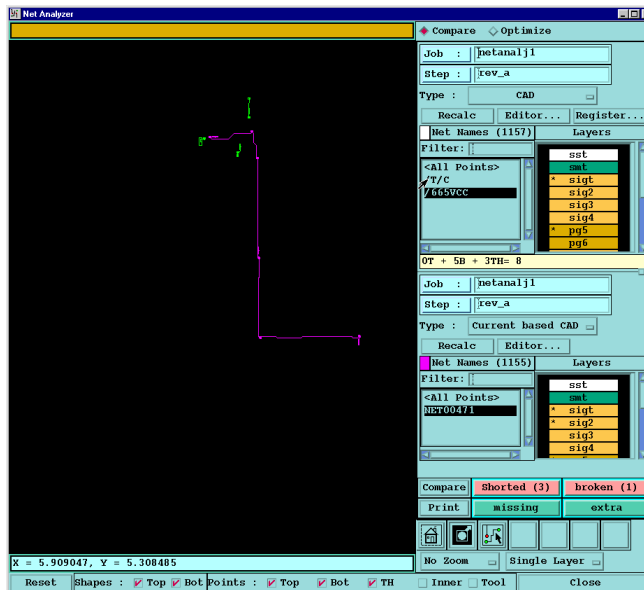 Net Analyzer
Compare Optimize
Job : netanalj1
Step : rev_a
Type : CAD
Recalc Editor... Register...
Net Names (1157) Layers
Filter:
<All Points>
/T/C
/665VCC
sst
smt
* sigt
sig2
sig3
sig4
* pg5
pg6
0T + 5B + 3TH= 8
Job : netanalj1
Step : rev_a
Type : Current based CAD
Recalc Editor...
Net Names (1155) Layers
Filter:
<All Points>
NET00471
sst
smt
* sigt
* sig2
sig3
sig4
Compare Shorted (3) broken (1)
Print missing extra
No Zoom Single Layer
X = 5.909047, Y = 5.308485
Reset Shapes : Top Bot Points : Top Bot TH Inner Tool Close